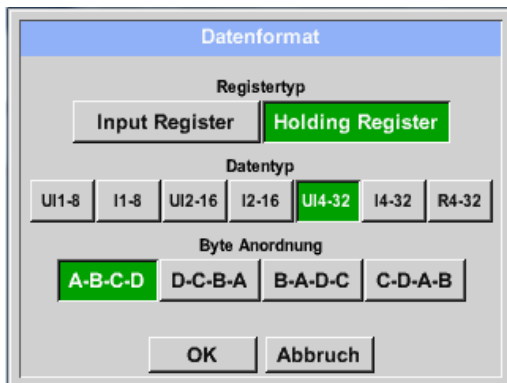 Datenformat
Registertyp
Input Register Holding Register
Datentyp
UI1-8 I1-8 UI2-16 I2-16 UI4-32 I4-32 R4-32
Byte Anordnung
A-B-C-D D-C-B-A B-A-D-C C-D-A-B
OK Abbruch